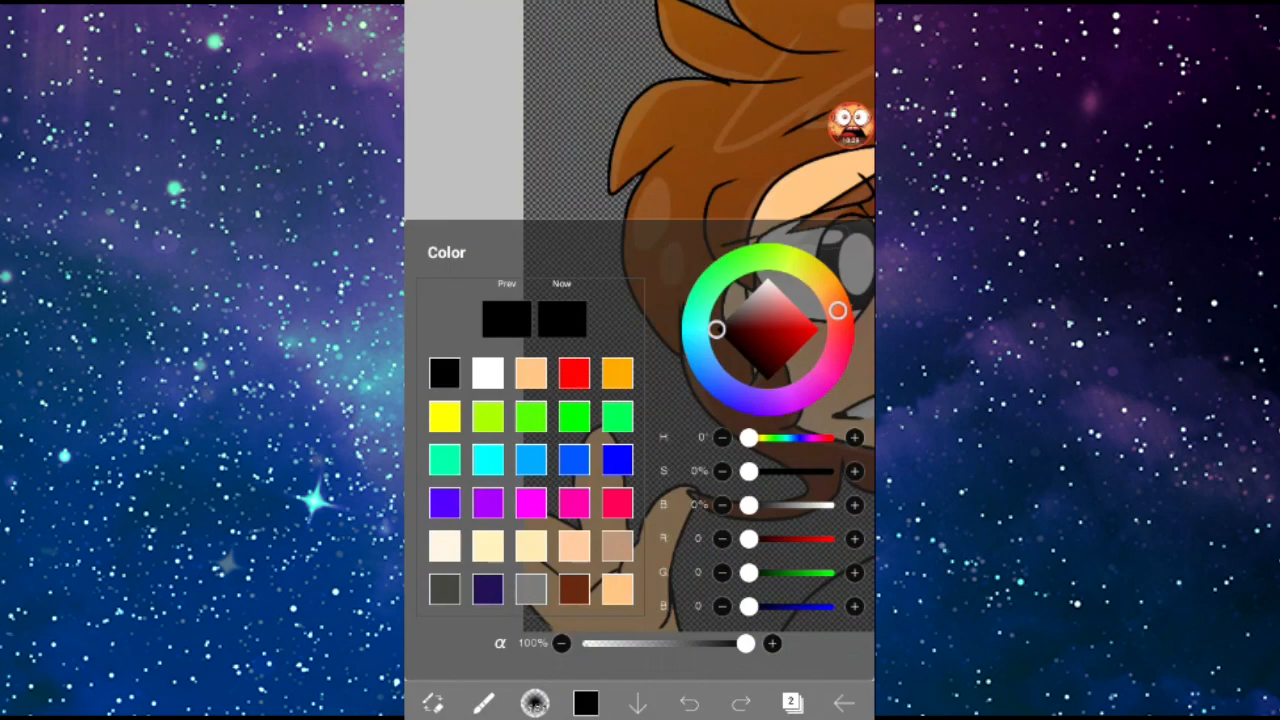 Color
Prev Now
H 0°
S 0%
B 0%
R 0
G 0
B 0
α 100%
2